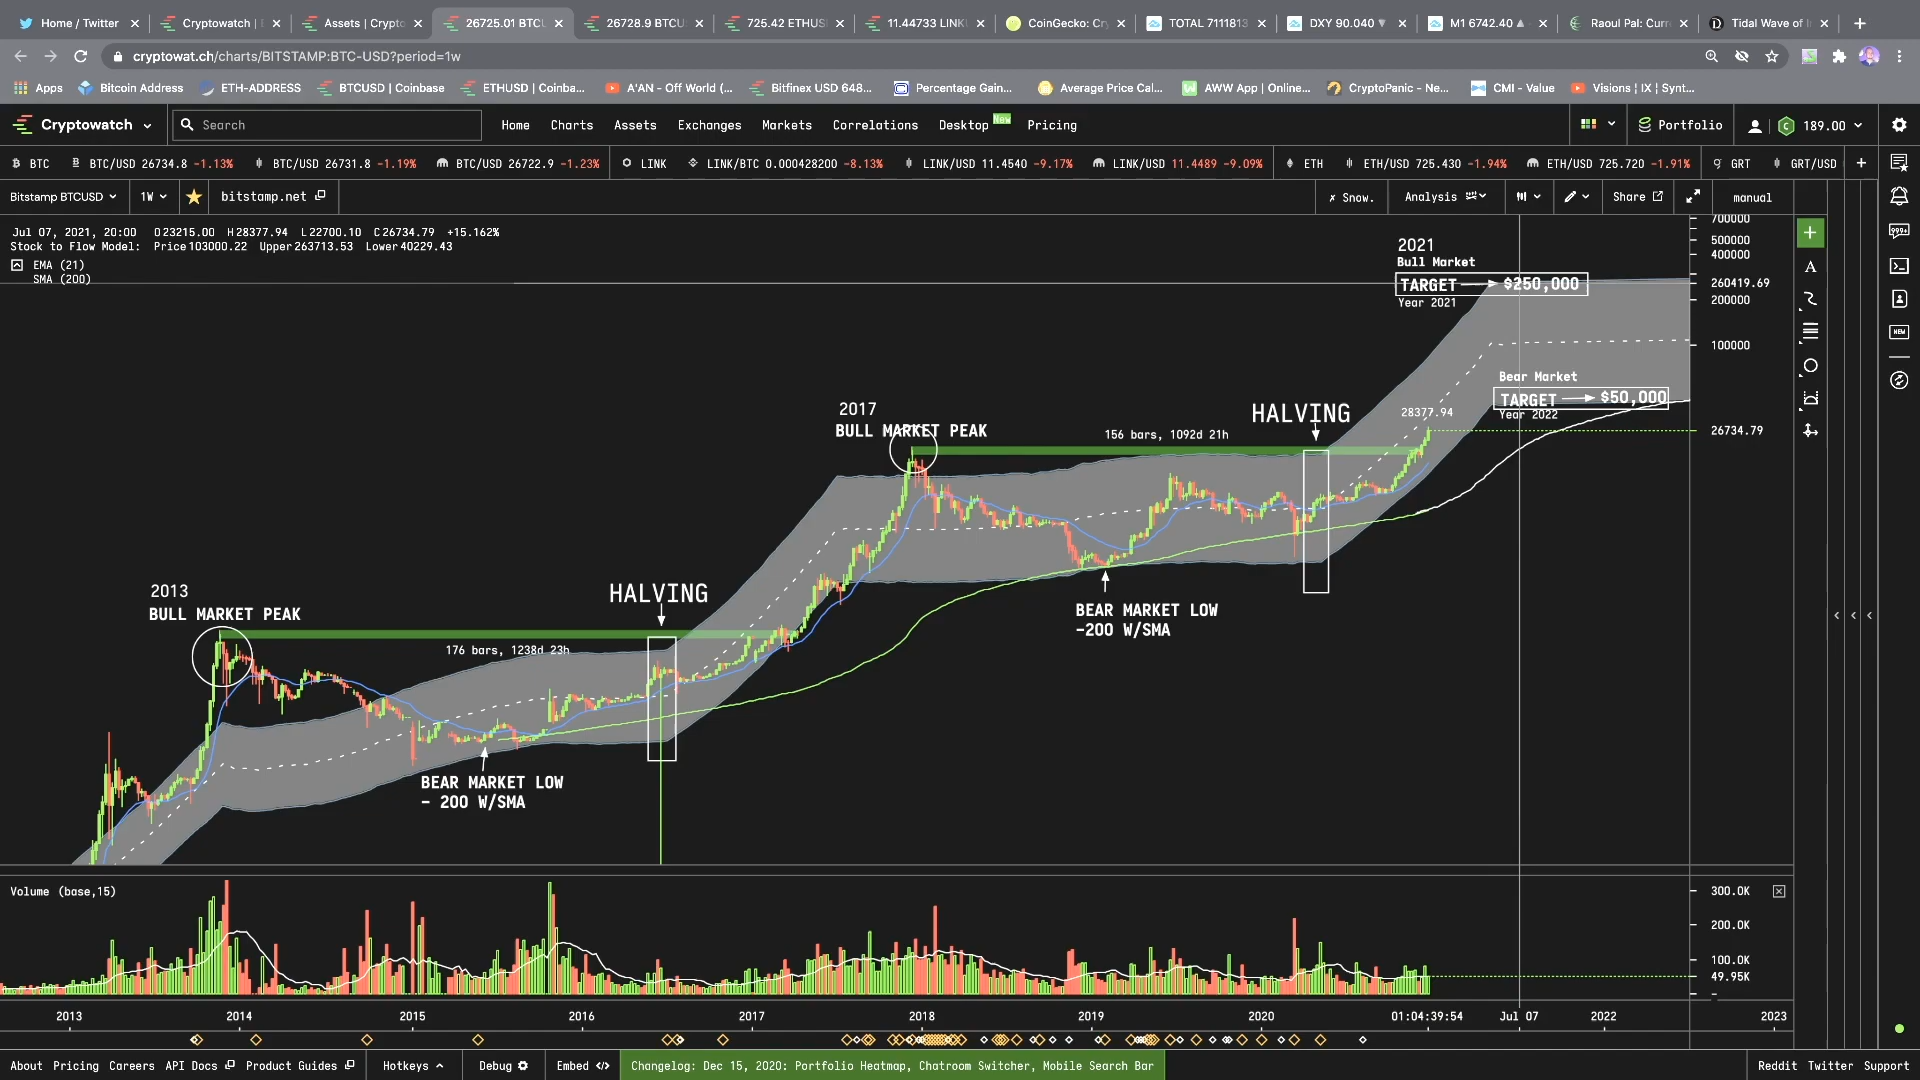 Home / Twitter
Cryptowatch |
Assets | Crypto
26725.01 BTCU
26728.9 BTCU
725.42 ETHUS
11.44733 LINK
CoinGecko: Cry
TOTAL 7111813
DXY 90.040 ▼
M1 6742.40 ▲
Raoul Pal: Curr
Tidal Wave of I
cryptowat.ch/charts/BITSTAMP:BTC-USD?period=1w
Apps
Bitcoin Address
ETH-ADDRESS
BTCUSD | Coinbase
ETHUSD | Coinba...
A'AN - Off World (...
Bitfinex USD 648...
Percentage Gain...
Average Price Cal...
AWW App | Online...
CryptoPanic - Ne...
CMI - Value
Visions | IX | Synt...
Cryptowatch
Search
Home
Charts
Assets
Exchanges
Markets
Correlations
Desktop New
Pricing
Portfolio
189.00
BTC
BTC/USD 26734.8 -1.13%
BTC/USD 26731.8 -1.19%
BTC/USD 26722.9 -1.23%
LINK
LINK/BTC 0.000428200 -8.13%
LINK/USD 11.4540 -9.17%
LINK/USD 11.4489 -9.09%
ETH
ETH/USD 725.430 -1.94%
ETH/USD 725.720 -1.91%
GRT
GRT/USD
Bitstamp BTCUSD
1W
bitstamp.net
✗ Snow.
Analysis
Share
manual
Jul 07, 2021, 20:00 O 23215.00 H 28377.94 L 22700.10 C 26734.79 +15.162%
Stock to Flow Model: Price 103000.22 Upper 263713.53 Lower 40229.43
EMA (21)
SMA (200)
2021
Bull Market
TARGET $250,000
Year 2021
Bear Market
TARGET $50,000
Year 2022
28377.94
2017
BULL MARKET PEAK
HALVING
156 bars, 1092d 21h
BEAR MARKET LOW
-200 W/SMA
HALVING
2013
BULL MARKET PEAK
176 bars, 1238d 23h
BEAR MARKET LOW
- 200 W/SMA
700000
500000
400000
260419.69
200000
100000
26734.79
999+
NEW
Volume (base,15)
300.0K
200.0K
100.0K
49.95K
2013
2014
2015
2016
2017
2018
2019
2020
01:04:39:54
Jul 07
2022
2023
About
Pricing
Careers
API Docs
Product Guides
Hotkeys
Debug
Embed
Changelog: Dec 15, 2020: Portfolio Heatmap, Chatroom Switcher, Mobile Search Bar
Reddit
Twitter
Support